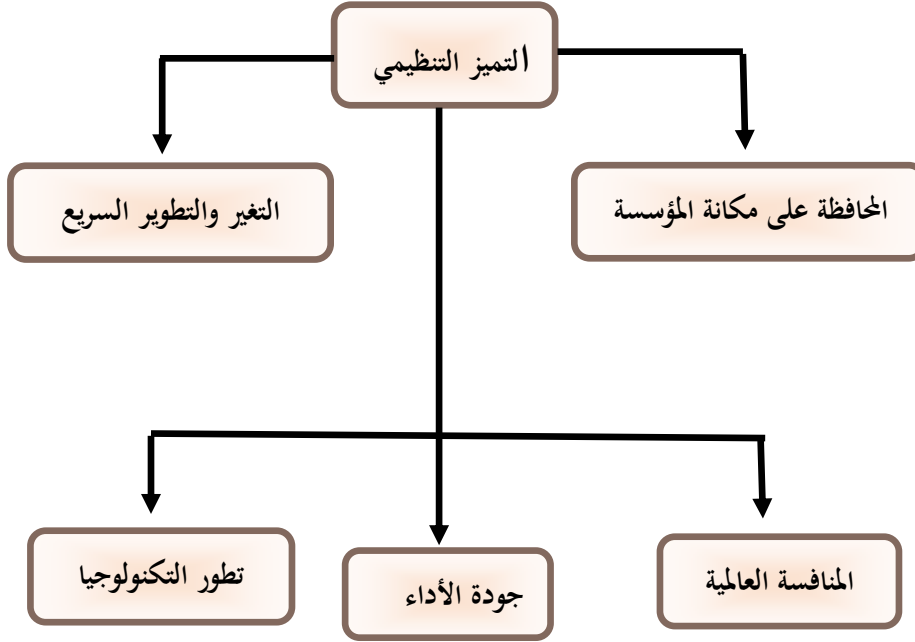 التميز التنظيمي
المحافظة على مكانة المؤسسة
التغير والتطوير السريع
المنافسة العالمية
جودة الأداء
تطور التكنولوجيا